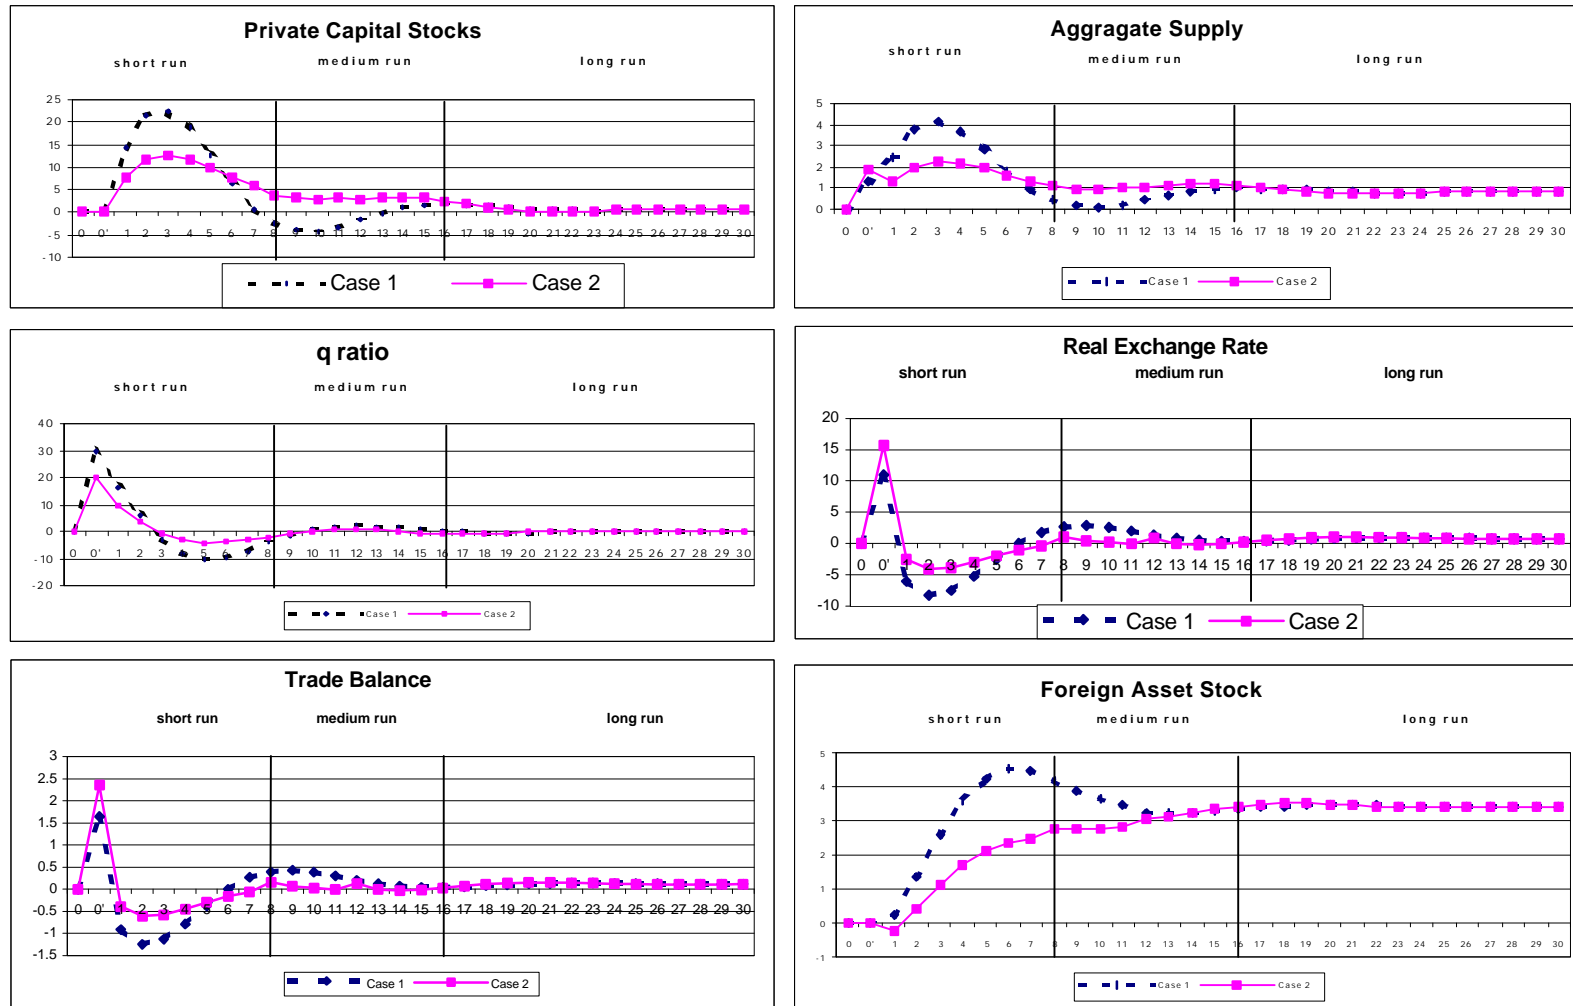 Private Capital Stocks
short run medium run long run
25
20
15
10
5
0
-5
-10
0 0' 1 2 3 4 5 6 7 8 9 10 11 12 13 14 15 16 17 18 19 20 21 22 23 24 25 26 27 28 29 30
Case 1 Case 2
Aggragate Supply
short run medium run long run
5
4
3
2
1
0
0 0' 1 2 3 4 5 6 7 8 9 10 11 12 13 14 15 16 17 18 19 20 21 22 23 24 25 26 27 28 29 30
Case 1 Case 2
q ratio
short run medium run long run
40
30
20
10
0
-10
-20
0 0' 1 2 3 4 5 6 7 8 9 10 11 12 13 14 15 16 17 18 19 20 21 22 23 24 25 26 27 28 29 30
Case 1 Case 2
Real Exchange Rate
short run medium run long run
20
15
10
5
0
-5
-10
0 0' 1 2 3 4 5 6 7 8 9 10 11 12 13 14 15 16 17 18 19 20 21 22 23 24 25 26 27 28 29 30
Case 1 Case 2
Trade Balance
short run medium run long run
3
2.5
2
1.5
1
0.5
0
-0.5
-1
-1.5
0 0' 1 2 3 4 5 6 7 8 9 10 11 12 13 14 15 16 17 18 19 20 21 22 23 24 25 26 27 28 29 30
Case 1 Case 2
Foreign Asset Stock
short run medium run long run
5
4
3
2
1
0
-1
0 0' 1 2 3 4 5 6 7 8 9 10 11 12 13 14 15 16 17 18 19 20 21 22 23 24 25 26 27 28 29 30
Case 1 Case 2